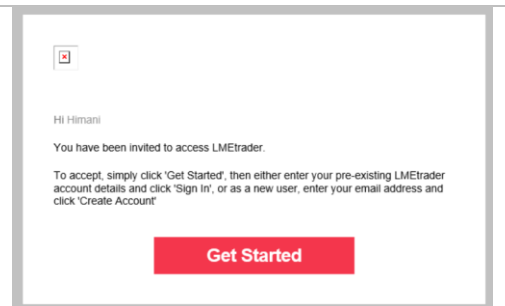 Hi Himani
You have been invited to access LMEtrader.
To accept, simply click 'Get Started', then either enter your pre-existing LMEtrader
account details and click 'Sign In', or as a new user, enter your email address and
click 'Create Account'
Get Started